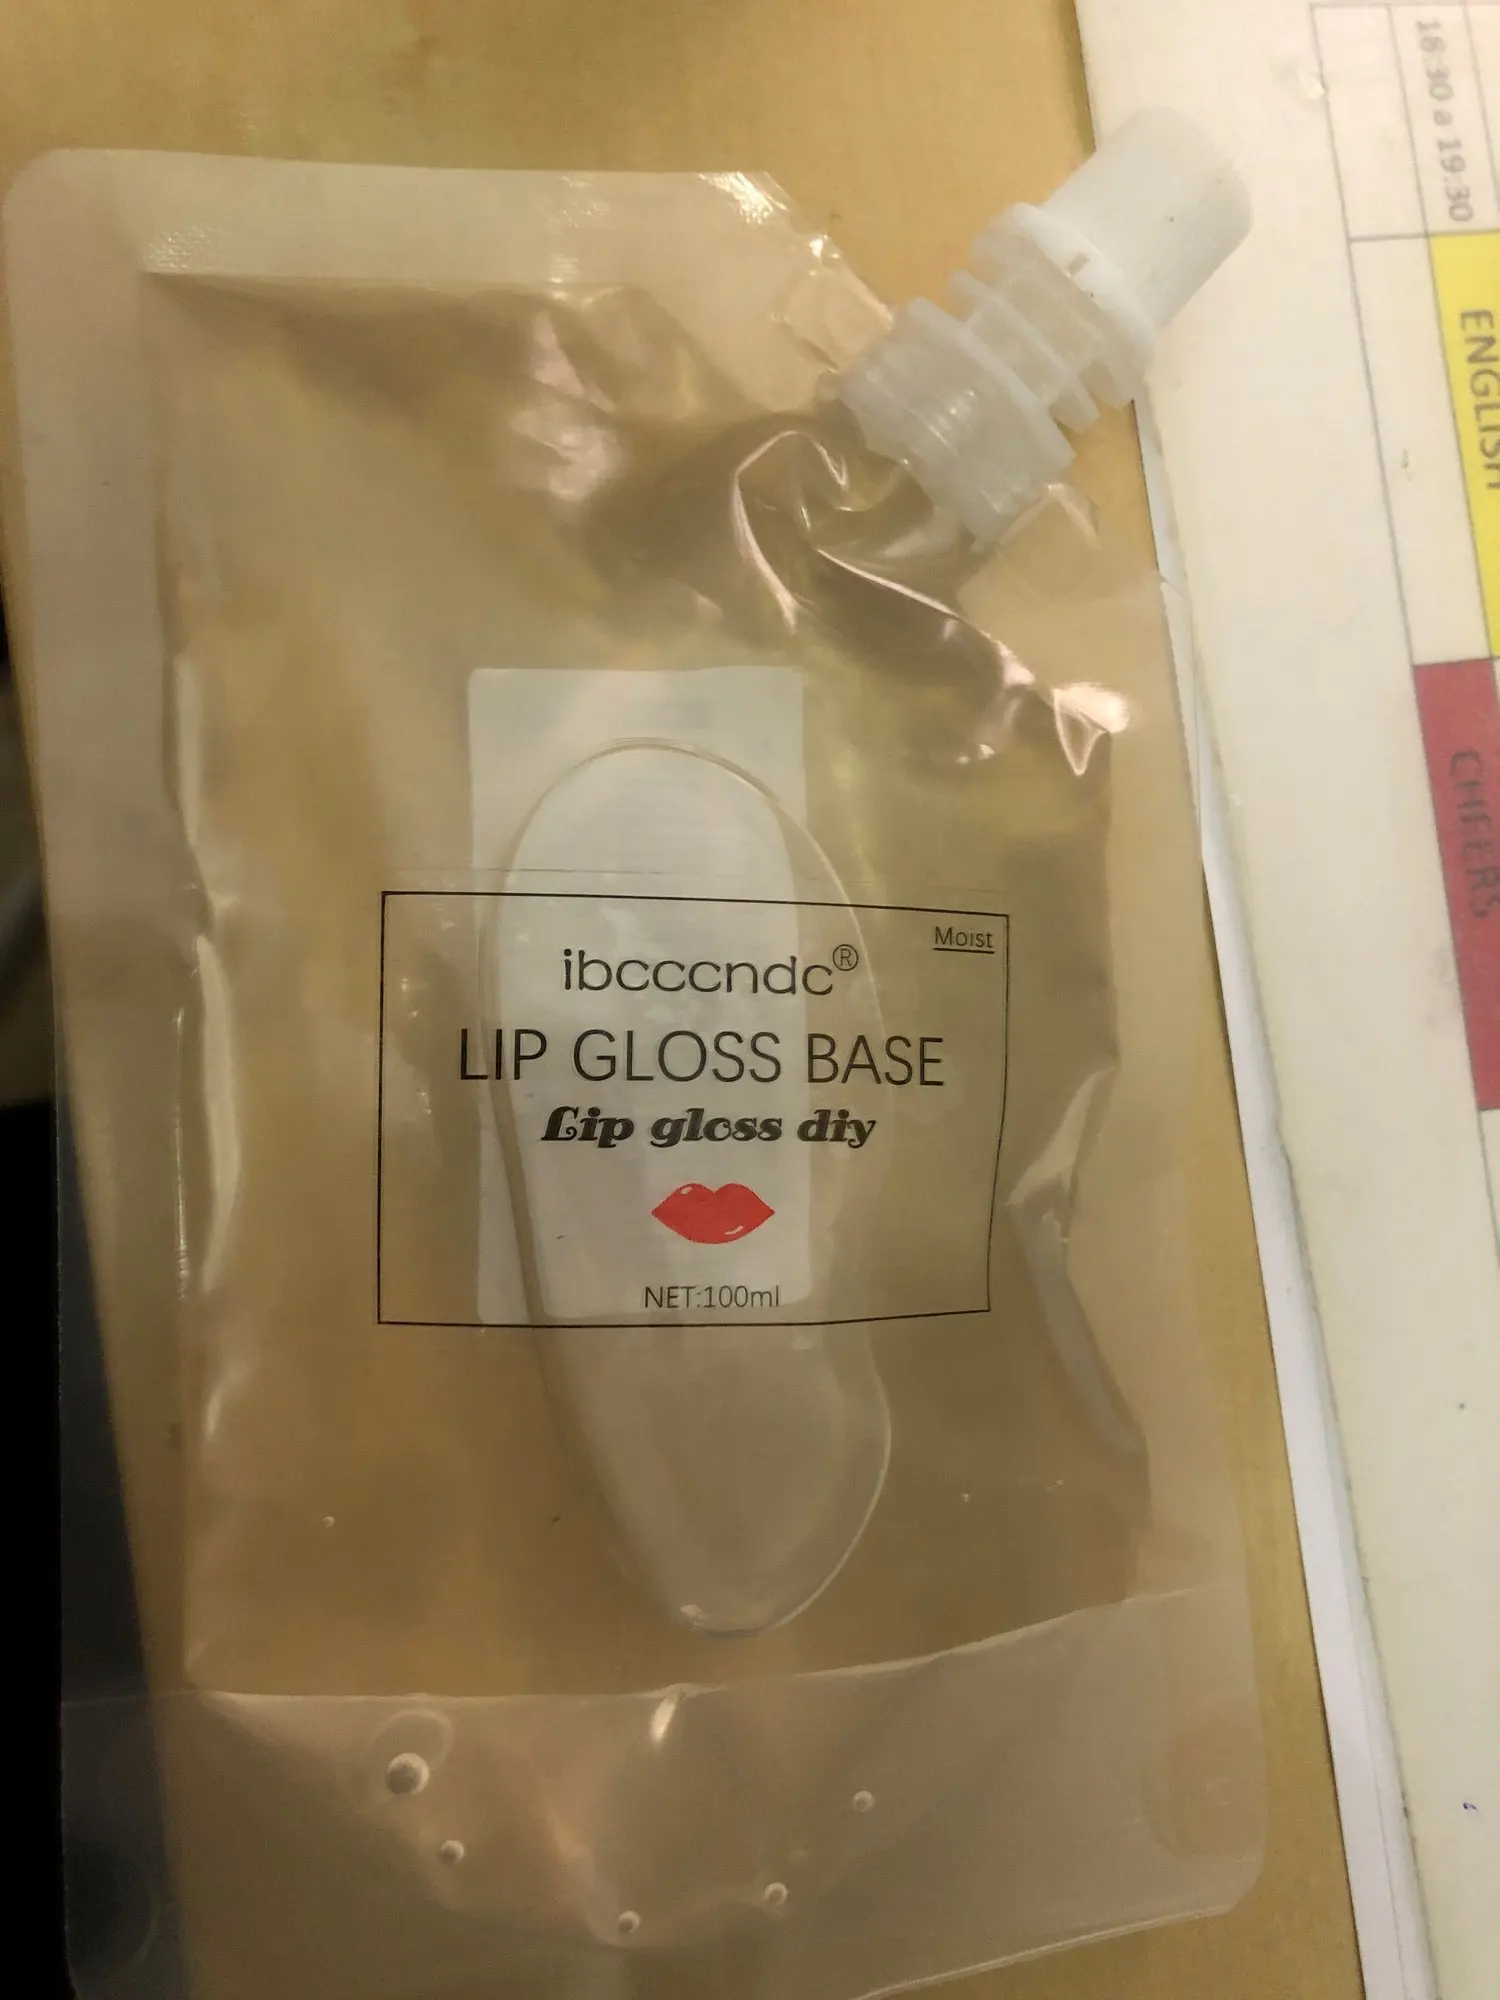 Moist
ibcccndc®
LIP GLOSS BASE
Lip gloss diy
NET:100ml
18:30 a 19:30
ENGLISH
CHEERS